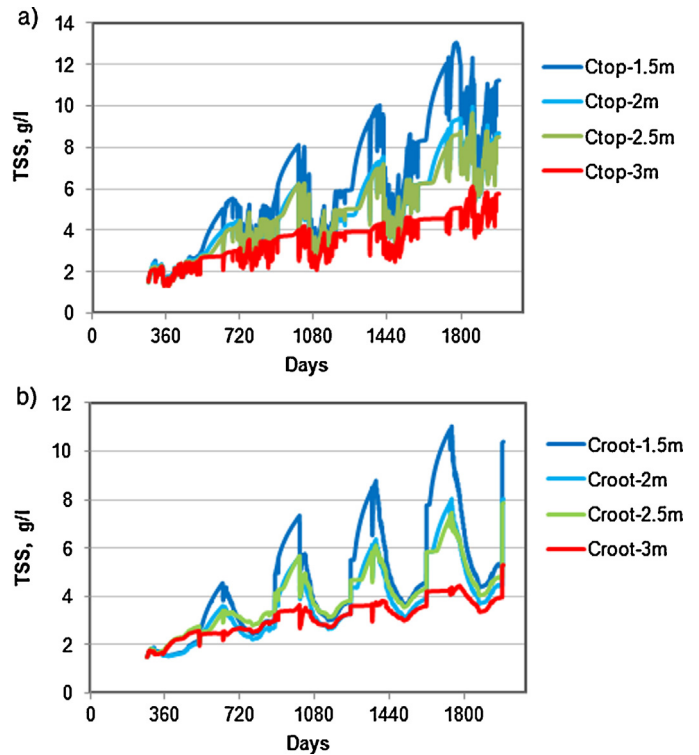 a)
14
12
10
8
6
4
2
0
TSS, g/l
0 360 720 1080 1440 1800
Days
Ctop-1.5m
Ctop-2m
Ctop-2.5m
Ctop-3m
b)
12
10
8
6
4
2
0
TSS, g/l
0 360 720 1080 1440 1800
Days
Croot-1.5m
Croot-2m
Croot-2.5m
Croot-3m